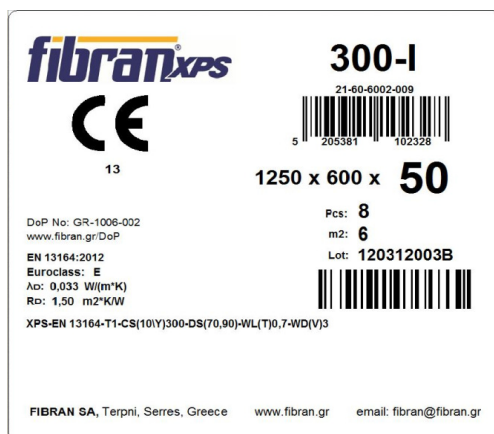 fibran® XPS
300-I
21-60-6002-009
5 205381 102328
CE
13
1250 x 600 x 50
Pcs: 8
m2: 6
Lot: 120312003B
DoP No: GR-1006-002
www.fibran.gr/DoP
EN 13164:2012
Euroclass: E
λD: 0,033 W/(m*K)
RD: 1,50 m2*K/W
XPS-EN 13164-T1-CS(10\Y)300-DS(70,90)-WL(T)0,7-WD(V)3
FIBRAN SA, Terpni, Serres, Greece www.fibran.gr email: fibran@fibran.gr